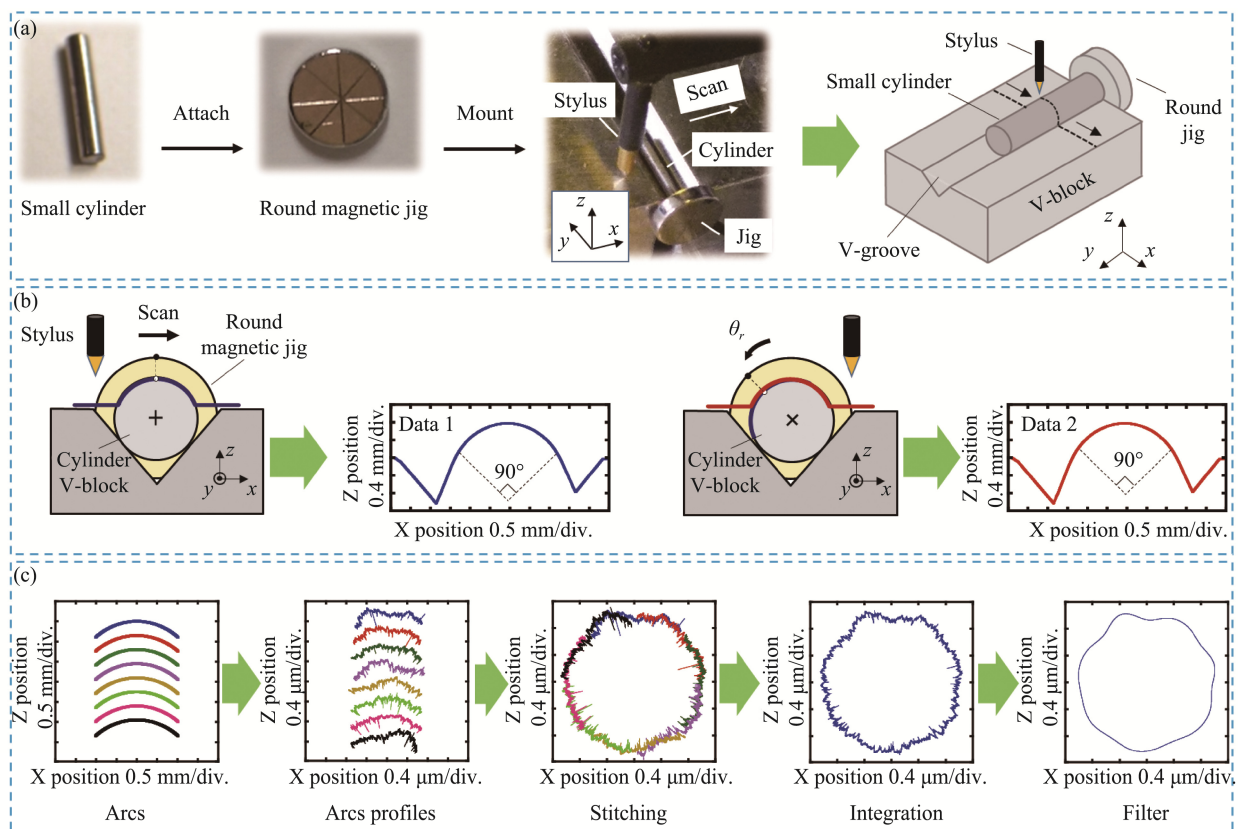 (a)
Small cylinder
Attach
Round magnetic jig
Mount
Stylus
Scan
Cylinder
Jig
z
y
x
Stylus
Small cylinder
Round
jig
V-block
V-groove
z
y
x
(b)
Stylus
Scan
Round
magnetic jig
Cylinder
V-block
z
y
x
Z position
0.4 mm/div.
Data 1
90°
X position 0.5 mm/div.
θr
Cylinder
V-block
z
y
x
Z position
0.4 mm/div.
Data 2
90°
X position 0.5 mm/div.
(c)
Z position
0.5 mm/div.
X position 0.5 mm/div.
Arcs
Z position
0.4 μm/div.
X position 0.4 μm/div.
Arcs profiles
Z position
0.4 μm/div.
X position 0.4 μm/div.
Stitching
Z position
0.4 μm/div.
X position 0.4 μm/div.
Integration
Z position
0.4 μm/div.
X position 0.4 μm/div.
Filter